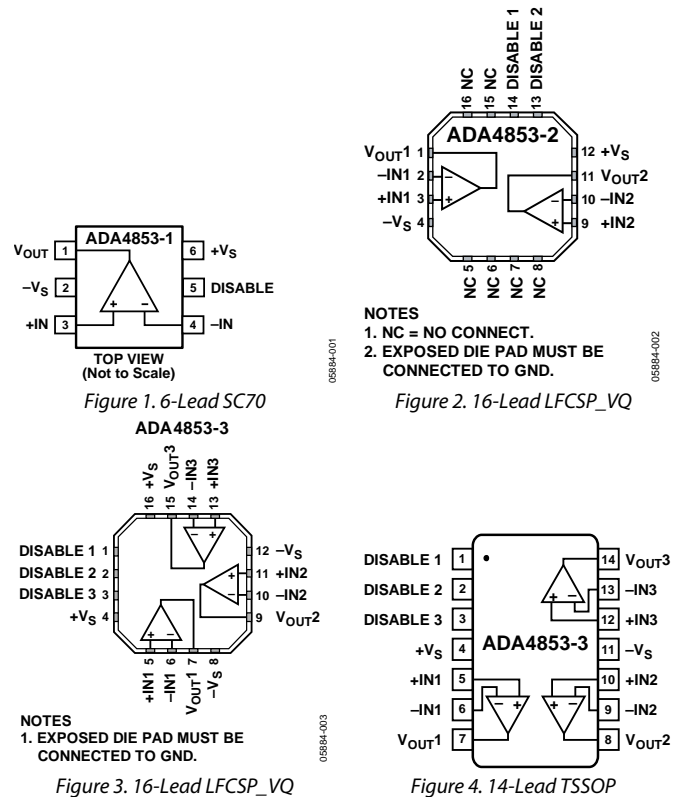 ADA4853-1
VOUT 1
–VS 2
+IN 3
6 +VS
5 DISABLE
4 –IN
+ –
TOP VIEW
(Not to Scale)
05884-001
Figure 1. 6-Lead SC70
16 NC
15 NC
14 DISABLE 1
13 DISABLE 2
ADA4853-2
VOUT1 1
–IN1 2
+IN1 3
–VS 4
– +
12 +VS
11 VOUT2
10 –IN2
9 +IN2
– +
NC 5
NC 6
NC 7
NC 8
NOTES
1. NC = NO CONNECT.
2. EXPOSED DIE PAD MUST BE
CONNECTED TO GND.
05884-002
Figure 2. 16-Lead LFCSP_VQ
ADA4853-3
16 +VS
15 VOUT3
14 –IN3
13 +IN3
DISABLE 1 1
DISABLE 2 2
DISABLE 3 3
+VS 4
– +
12 –VS
11 +IN2
10 –IN2
9 VOUT2
+ –
+ –
+IN1 5
–IN1 6
VOUT1 7
–VS 8
NOTES
1. EXPOSED DIE PAD MUST BE
CONNECTED TO GND.
05884-003
Figure 3. 16-Lead LFCSP_VQ
DISABLE 1 1
DISABLE 2 2
DISABLE 3 3
+VS 4
+IN1 5
–IN1 6
VOUT1 7
ADA4853-3
14 VOUT3
13 –IN3
12 +IN3
11 –VS
10 +IN2
9 –IN2
8 VOUT2
+ –
– +
+ –
Figure 4. 14-Lead TSSOP